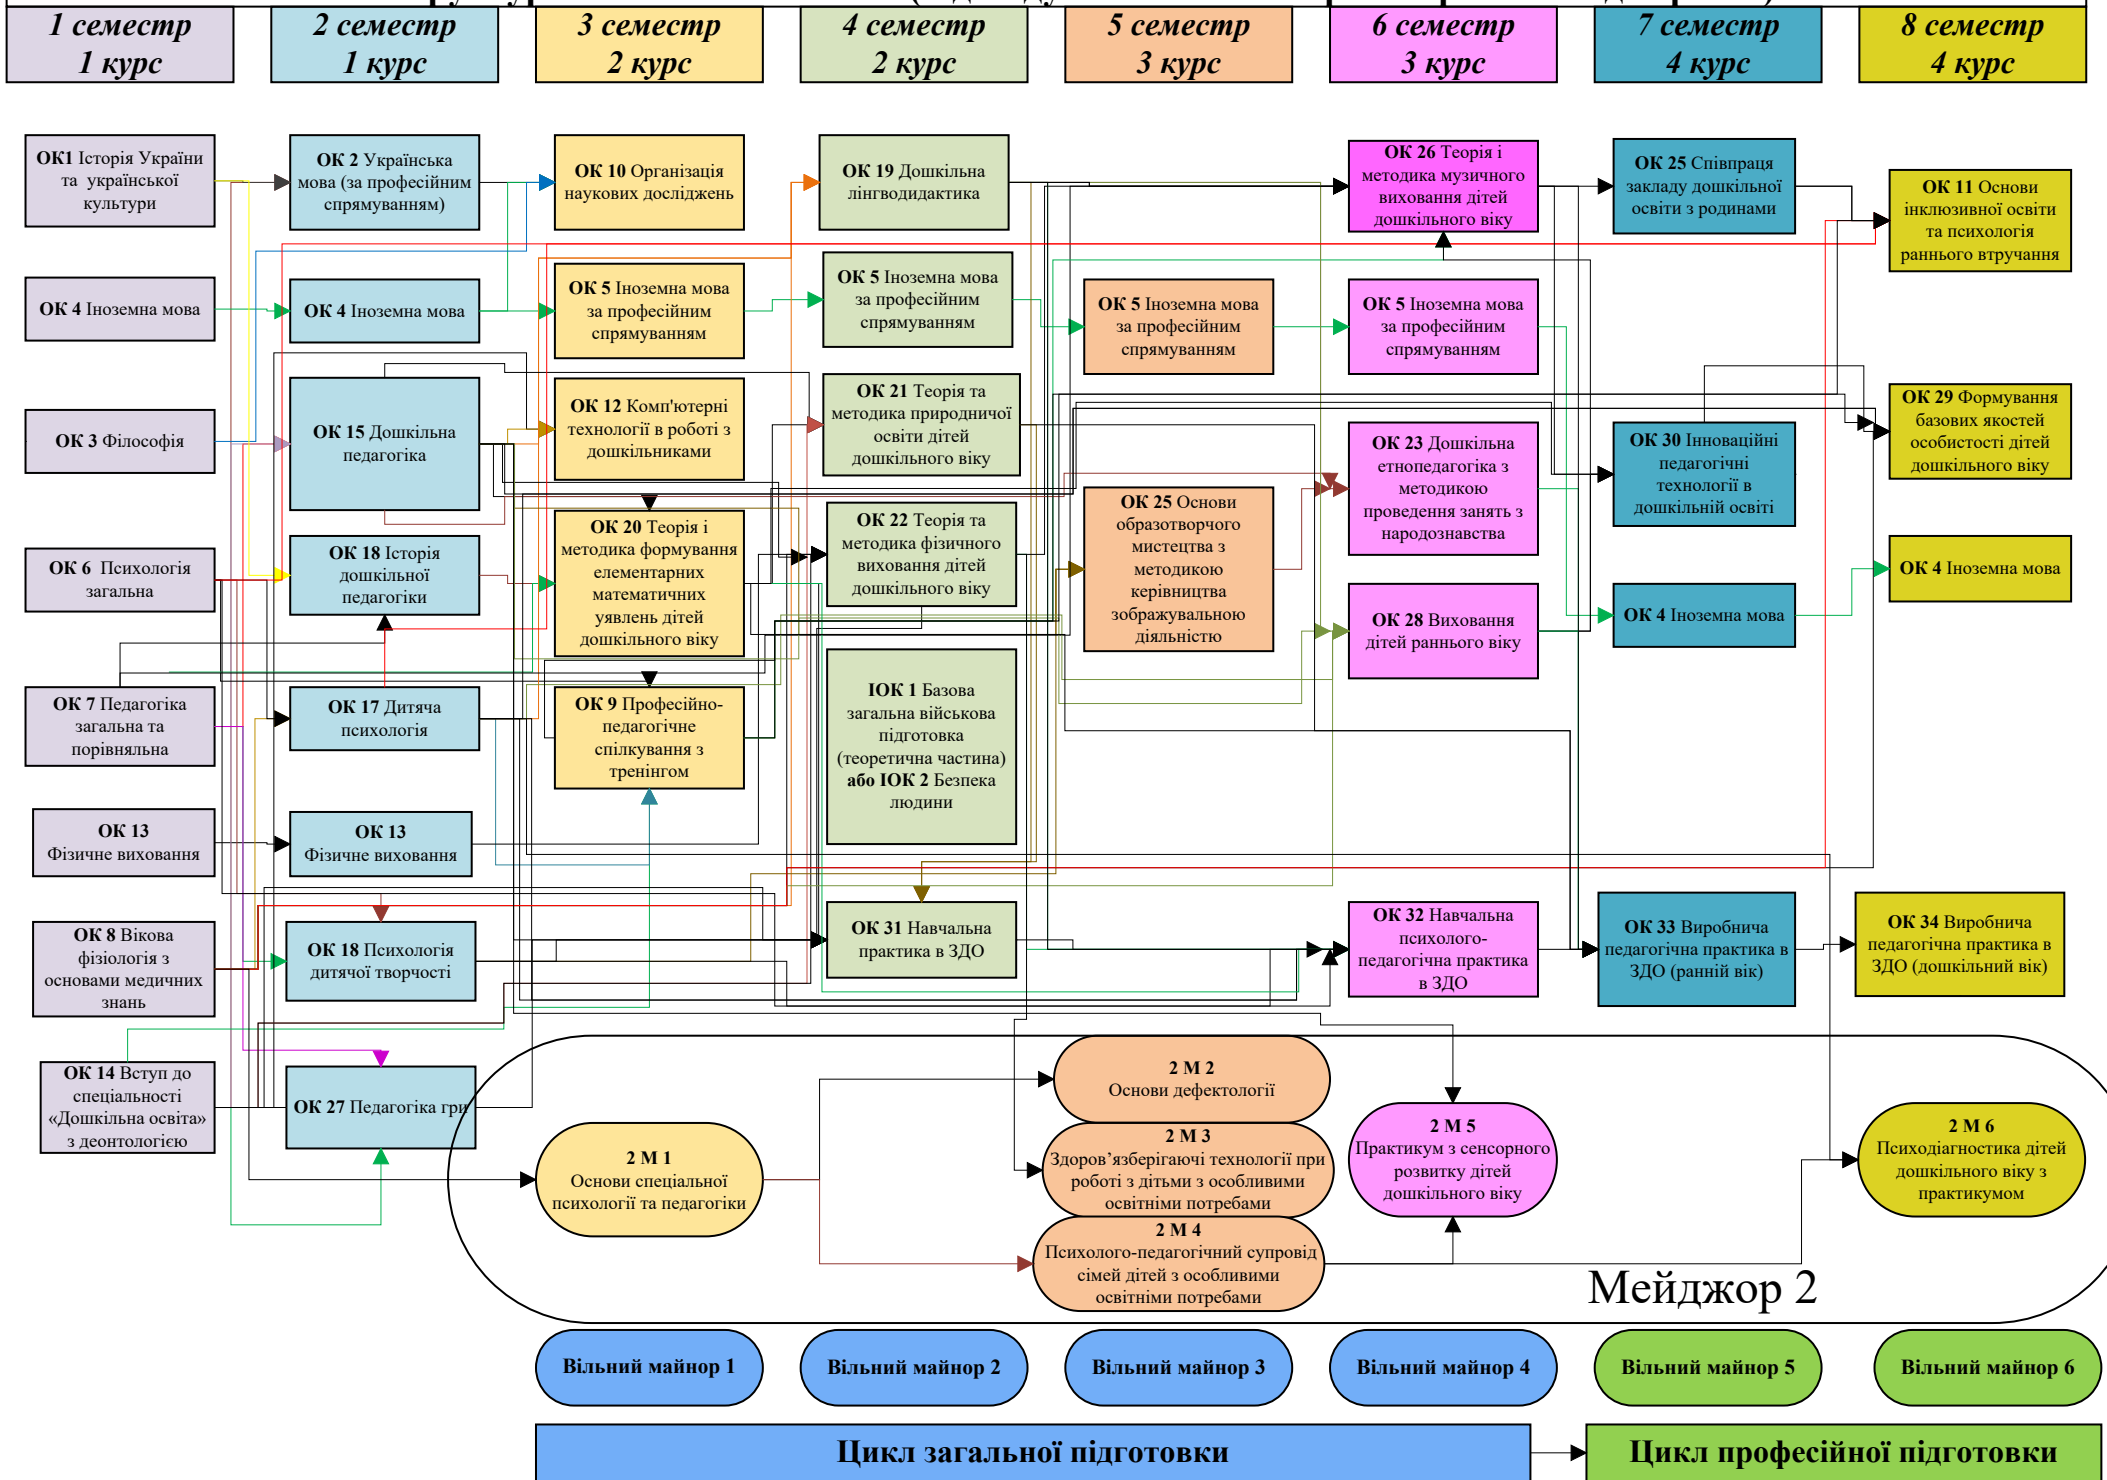 1 семестр
1 курс
2 семестр
1 курс
3 семестр
2 курс
4 семестр
2 курс
5 семестр
3 курс
6 семестр
3 курс
7 семестр
4 курс
8 семестр
4 курс
ОК1 Історія України
та української
культури
ОК 4 Іноземна мова
ОК 3 Філософія
ОК 6 Психологія
загальна
ОК 7 Педагогіка
загальна та
порівняльна
ОК 13
Фізичне виховання
ОК 8 Вікова
фізіологія з
основами медичних
знань
ОК 14 Вступ до
спеціальності
«Дошкільна освіта»
з деонтологією
ОК 2 Українська
мова (за професійним
спрямуванням)
ОК 4 Іноземна мова
ОК 15 Дошкільна
педагогіка
ОК 18 Історія
дошкільної
педагогіки
ОК 17 Дитяча
психологія
ОК 13
Фізичне виховання
ОК 18 Психологія
дитячої творчості
ОК 27 Педагогіка гри
ОК 10 Організація
наукових досліджень
ОК 5 Іноземна мова
за професійним
спрямуванням
ОК 12 Комп'ютерні
технології в роботі з
дошкільниками
ОК 20 Теорія і
методика формування
елементарних
математичних
уявлень дітей
дошкільного віку
ОК 9 Професійно-
педагогічне
спілкування з
тренінгом
ОК 19 Дошкільна
лінгводидактика
ОК 5 Іноземна мова
за професійним
спрямуванням
ОК 21 Теорія та
методика природничої
освіти дітей
дошкільного віку
ОК 22 Теорія та
методика фізичного
виховання дітей
дошкільного віку
ІОК 1 Базова
загальна військова
підготовка
(теоретична частина)
або ІОК 2 Безпека
людини
ОК 31 Навчальна
практика в ЗДО
ОК 5 Іноземна мова
за професійним
спрямуванням
ОК 25 Основи
образотворчого
мистецтва з
методикою
керівництва
зображувальною
діяльністю
ОК 26 Теорія і
методика музичного
виховання дітей
дошкільного віку
ОК 5 Іноземна мова
за професійним
спрямуванням
ОК 23 Дошкільна
етнопедагогіка з
методикою
проведення занять з
народознавства
ОК 28 Виховання
дітей раннього віку
ОК 32 Навчальна
психолого-
педагогічна практика
в ЗДО
ОК 25 Співпраця
закладу дошкільної
освіти з родинами
ОК 30 Інноваційні
педагогічні
технології в
дошкільній освіті
ОК 4 Іноземна мова
ОК 33 Виробнича
педагогічна практика в
ЗДО (ранній вік)
ОК 11 Основи
інклюзивної освіти
та психологія
раннього втручання
ОК 29 Формування
базових якостей
особистості дітей
дошкільного віку
ОК 4 Іноземна мова
ОК 34 Виробнича
педагогічна практика в
ЗДО (дошкільний вік)
2 М 1
Основи спеціальної
психології та педагогіки
2 М 2
Основи дефектології
2 М 3
Здоров’язберігаючі технології при
роботі з дітьми з особливими
освітніми потребами
2 М 4
Психолого-педагогічний супровід
сімей дітей з особливими
освітніми потребами
2 М 5
Практикум з сенсорного
розвитку дітей
дошкільного віку
2 М 6
Психодіагностика дітей
дошкільного віку з
практикумом
Мейджор 2
Вільний майнор 1
Вільний майнор 2
Вільний майнор 3
Вільний майнор 4
Вільний майнор 5
Вільний майнор 6
Цикл загальної підготовки
Цикл професійної підготовки